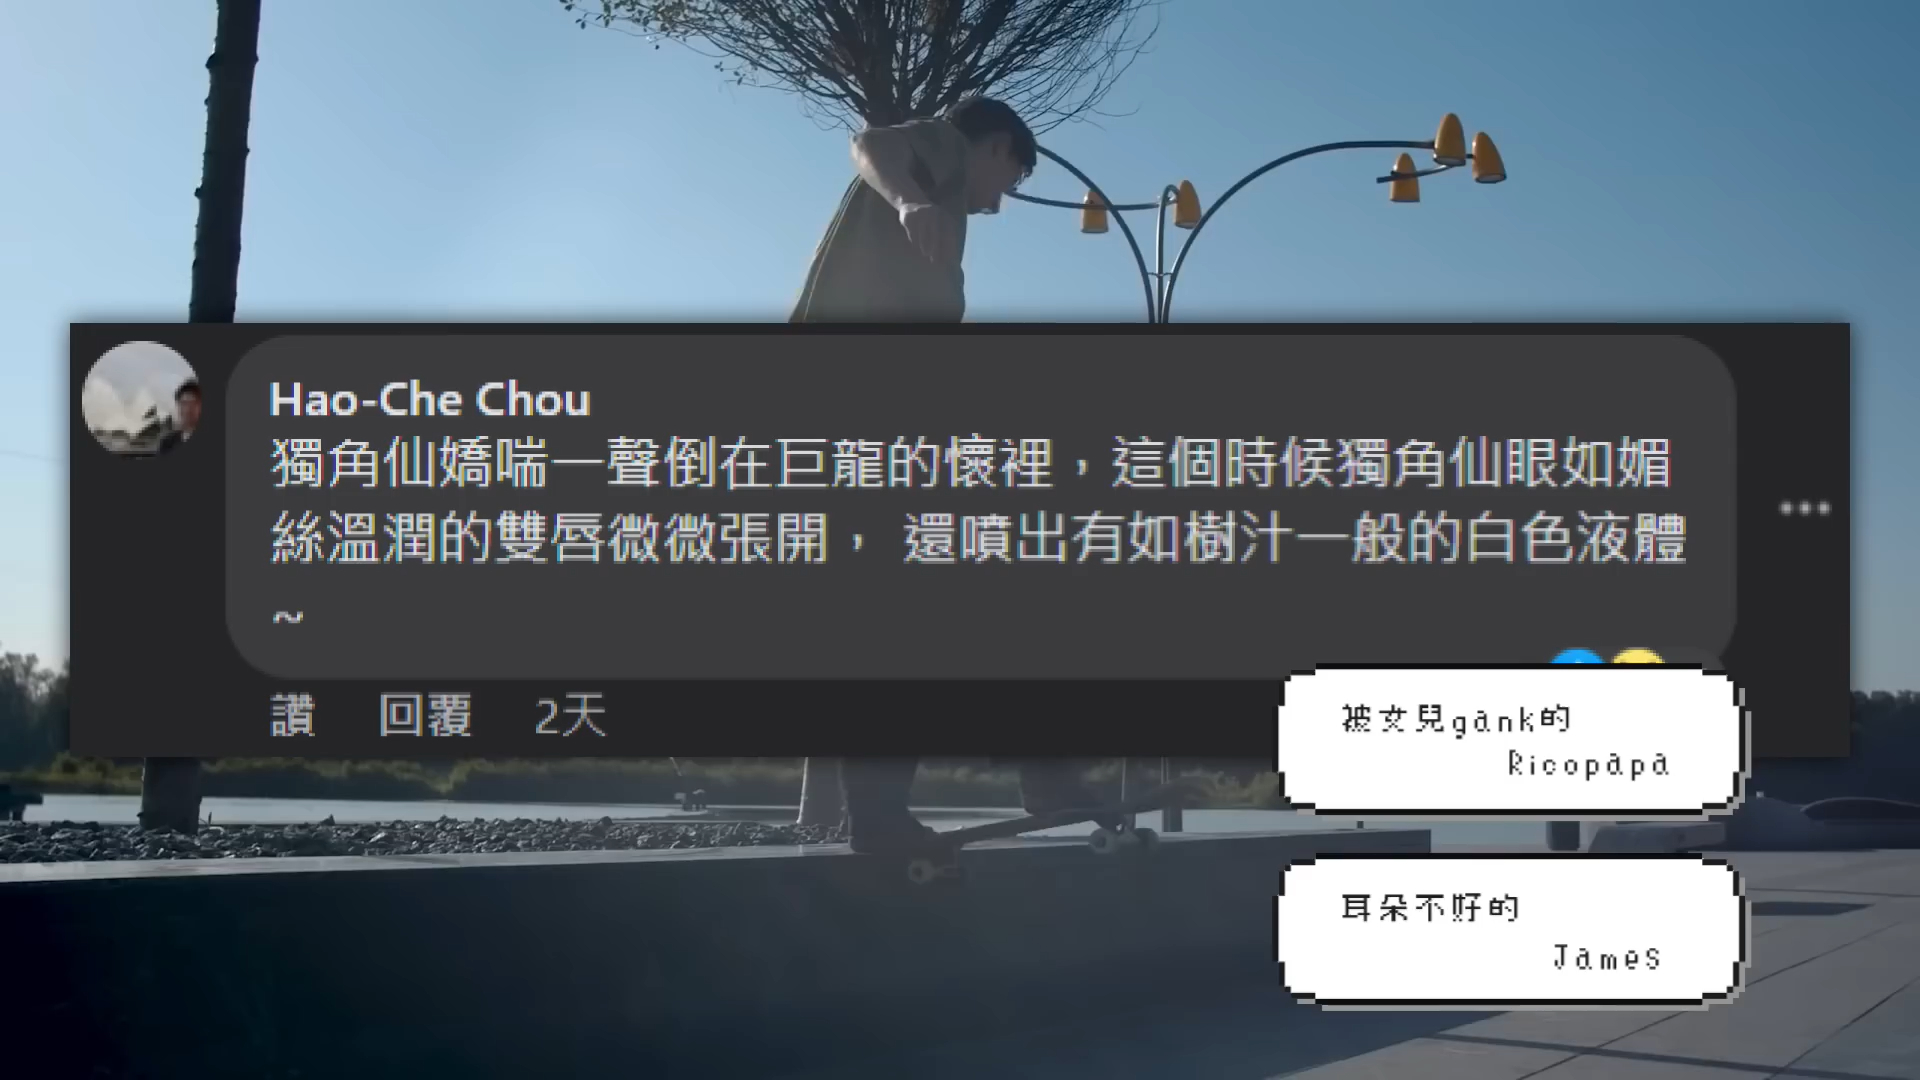 Hao-Che Chou
獨角仙嬌喘一聲倒在巨龍的懷裡，這個時候獨角仙眼如媚
絲溫潤的雙唇微微張開， 還噴出有如樹汁一般的白色液體
~
讚 回覆 2天
被女兒gank的
Ricopapa
耳朵不好的
James